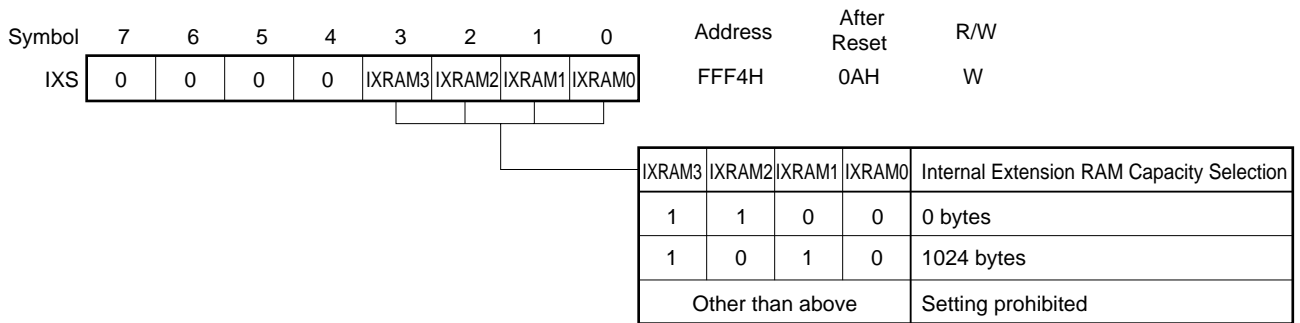 Symbol 7 6 5 4 3 2 1 0 Address After Reset R/W
IXS 0 0 0 0 IXRAM3 IXRAM2 IXRAM1 IXRAM0 FFF4H 0AH W
IXRAM3 IXRAM2 IXRAM1 IXRAM0 Internal Extension RAM Capacity Selection
1 1 0 0 0 bytes
1 0 1 0 1024 bytes
Other than above Setting prohibited